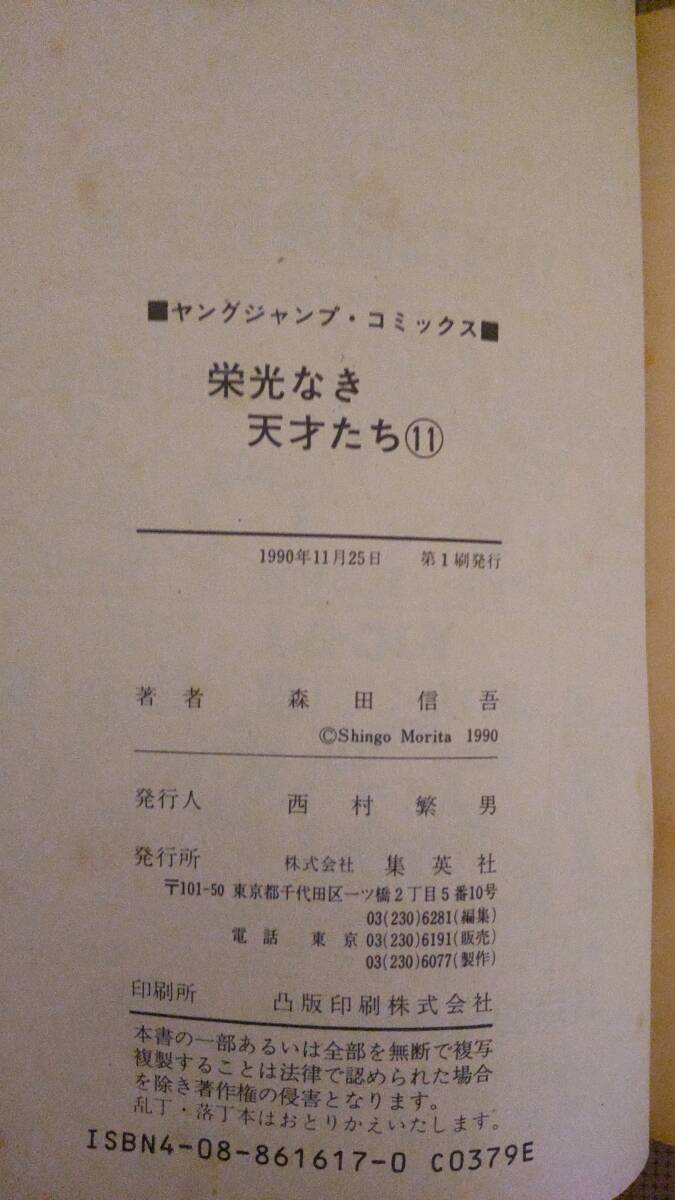 ■ヤングジャンプ・コミックス■
栄光なき
天才たち⑪
1990年11月25日 第1刷発行
著者 森田信吾
©Shingo Morita 1990
発行人 西村繁男
発行所 株式会社 集英社
〒101-50 東京都千代田区一ツ橋2丁目5番10号
03(230)6281(編集)
電話 東京 03(230)6191(販売)
03(230)6077(製作)
印刷所 凸版印刷株式会社
本書の一部あるいは全部を無断で複写
複製することは法律で認められた場合
を除き著作権の侵害となります。
乱丁・落丁本はおとりかえいたします。
ISBN4-08-861617-0 C0379E